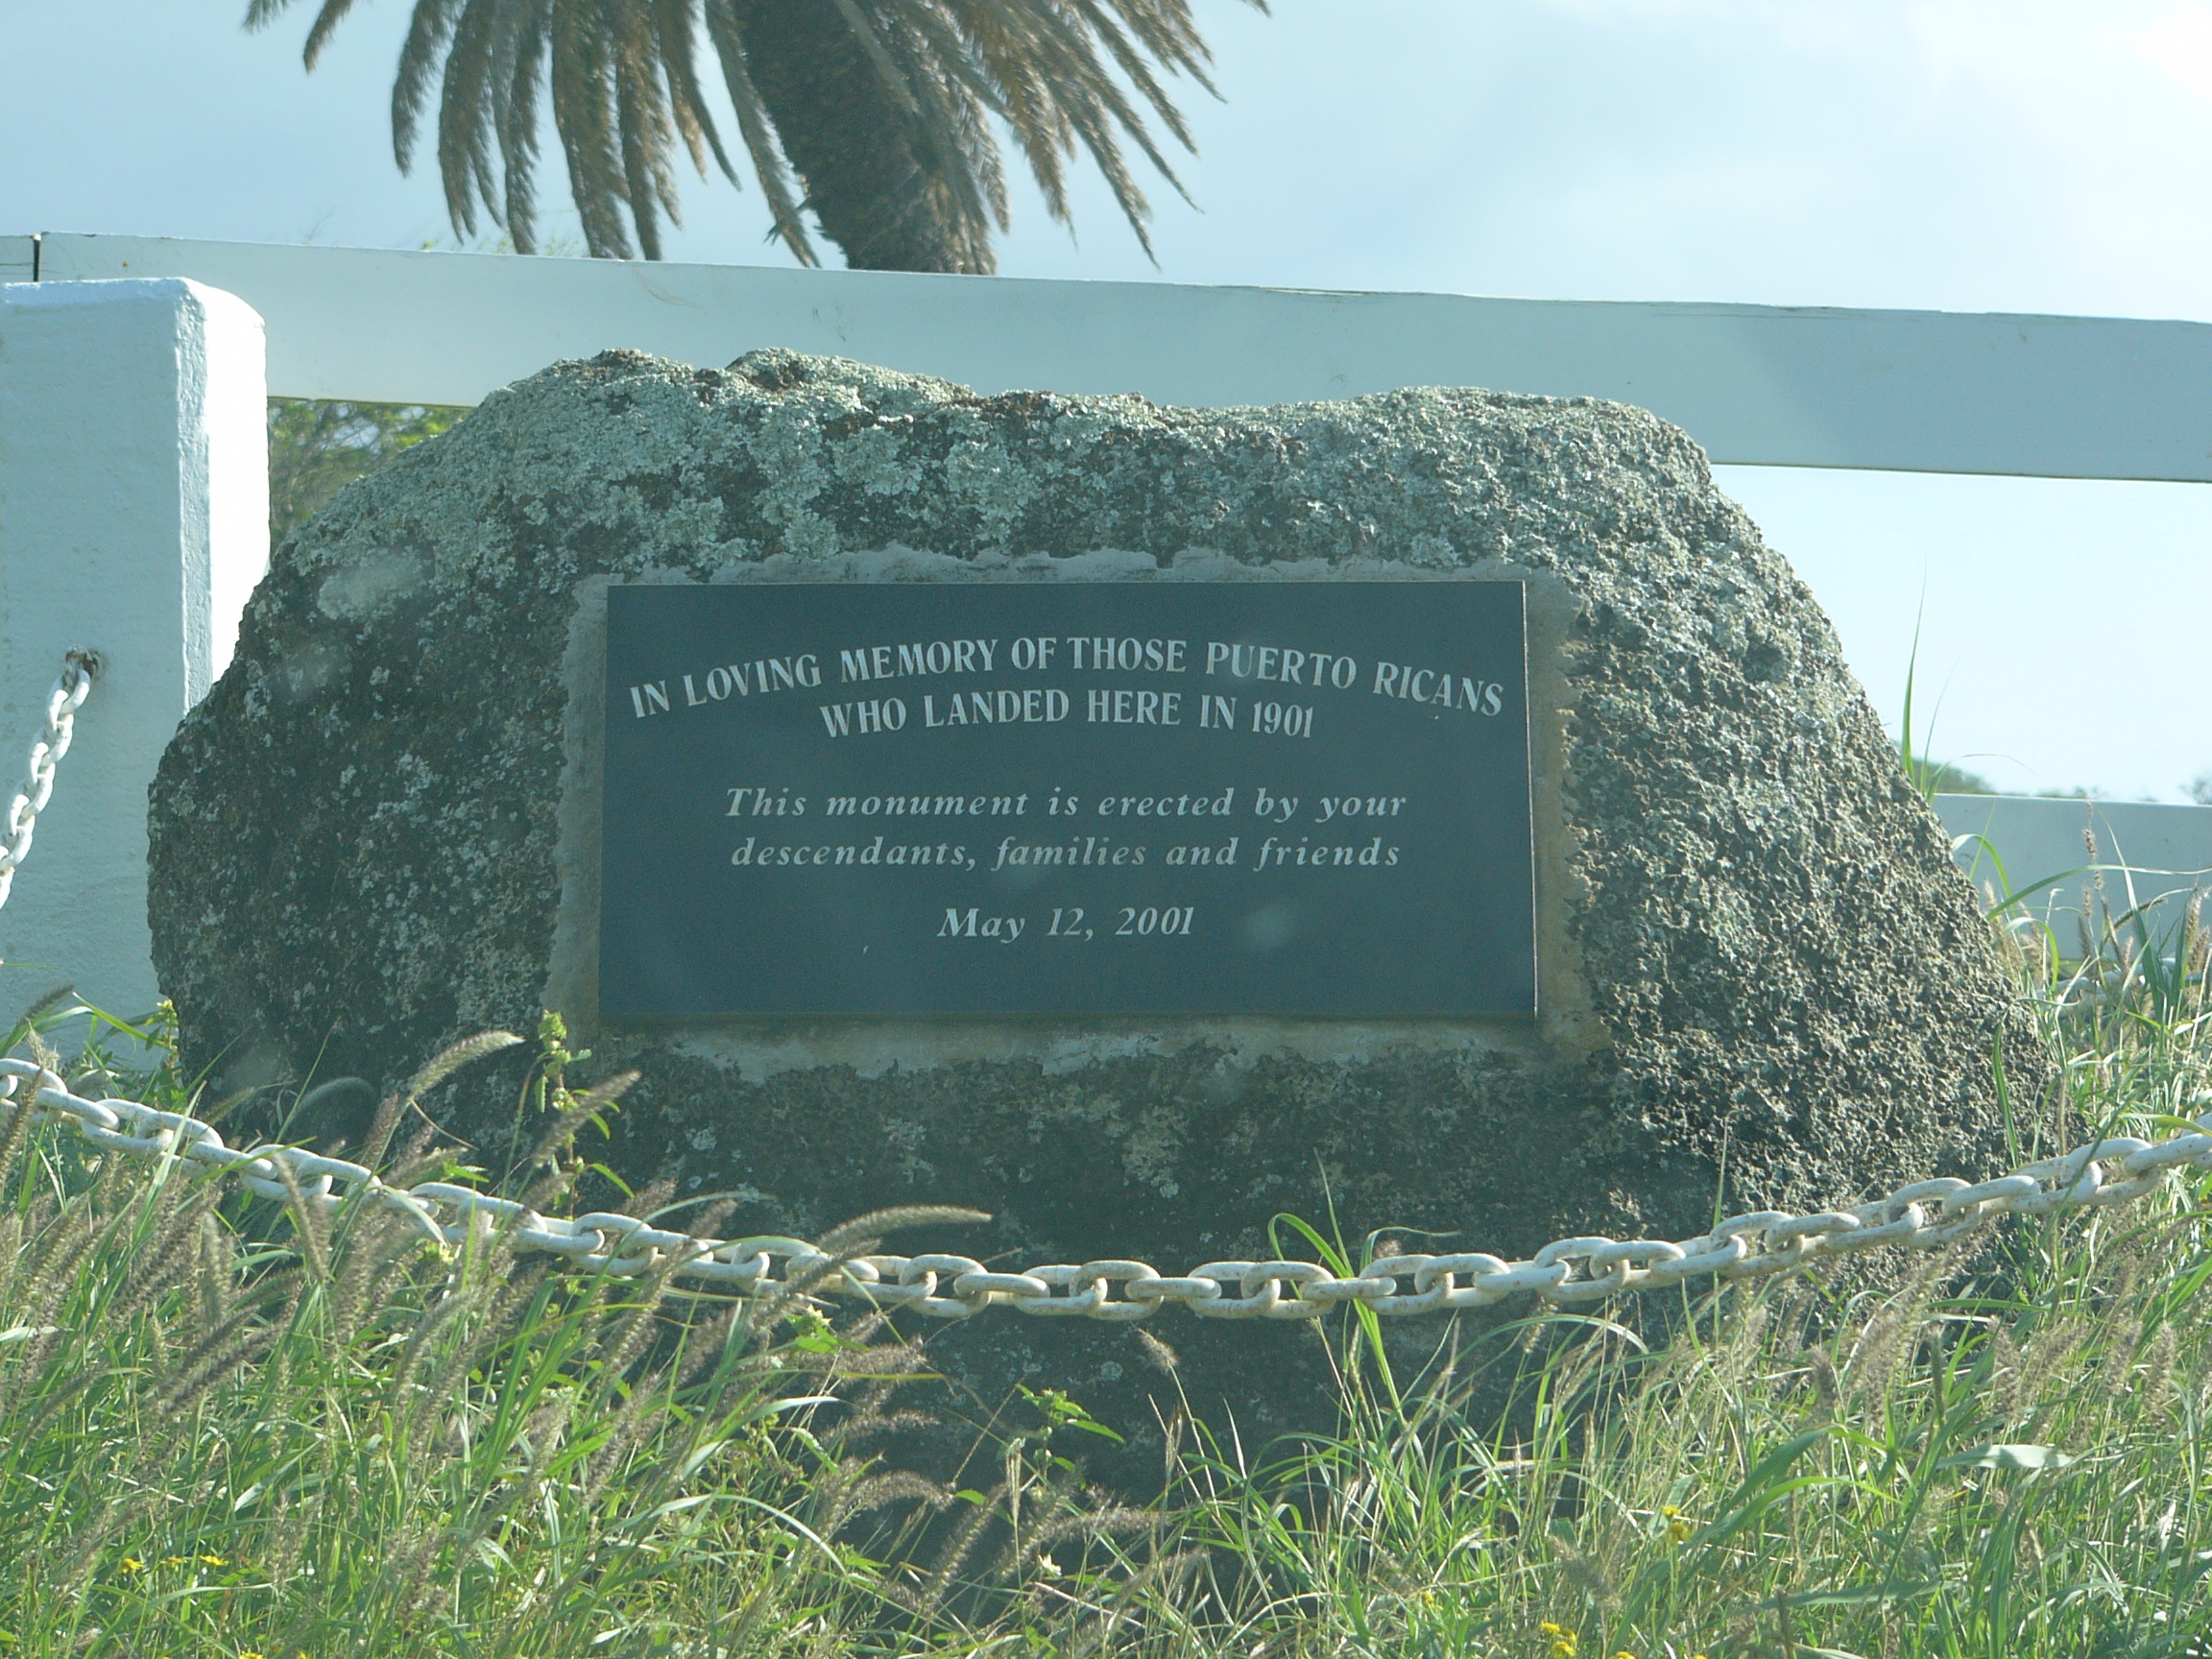 IN LOVING MEMORY OF THOSE PUERTO RICANS
WHO LANDED HERE IN 1901
This monument is erected by your
descendants, families and friends
May 12, 2001